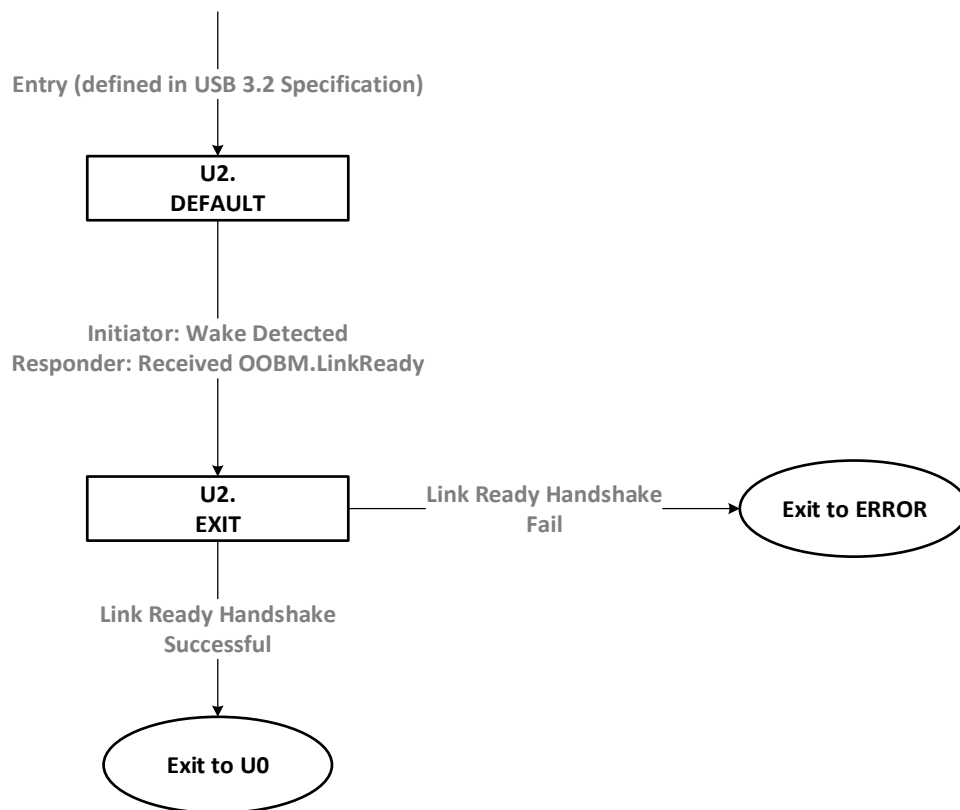 Entry (defined in USB 3.2 Specification)
U2.
DEFAULT
Initiator: Wake Detected
Responder: Received OOBM.LinkReady
U2.
EXIT
Link Ready Handshake
Fail
Exit to ERROR
Link Ready Handshake
Successful
Exit to U0